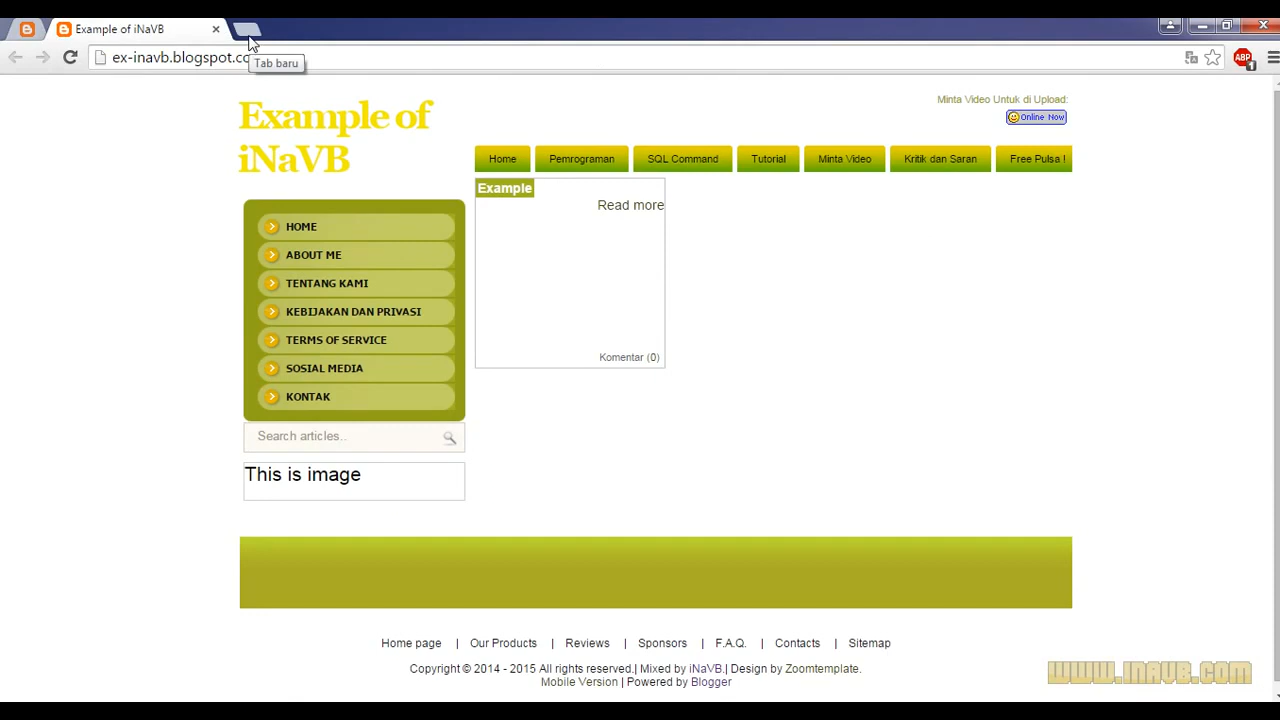 Example of iNaVB
Tab baru
Minta Video Untuk di Upload:
Online Now
Example of
iNaVB
Home
Pemrograman
SQL Command
Tutorial
Minta Video
Kritik dan Saran
Free Pulsa !
HOME
ABOUT ME
TENTANG KAMI
KEBIJAKAN DAN PRIVASI
TERMS OF SERVICE
SOSIAL MEDIA
KONTAK
Search articles..
This is image
Example
Read more
Komentar (0)
Home page | Our Products | Reviews | Sponsors | F.A.Q. | Contacts | Sitemap
Copyright © 2014 - 2015 All rights reserved.| Mixed by iNaVB.| Design by Zoomtemplate.
Mobile Version | Powered by Blogger
WWW.INAVB.COM
ABP
1